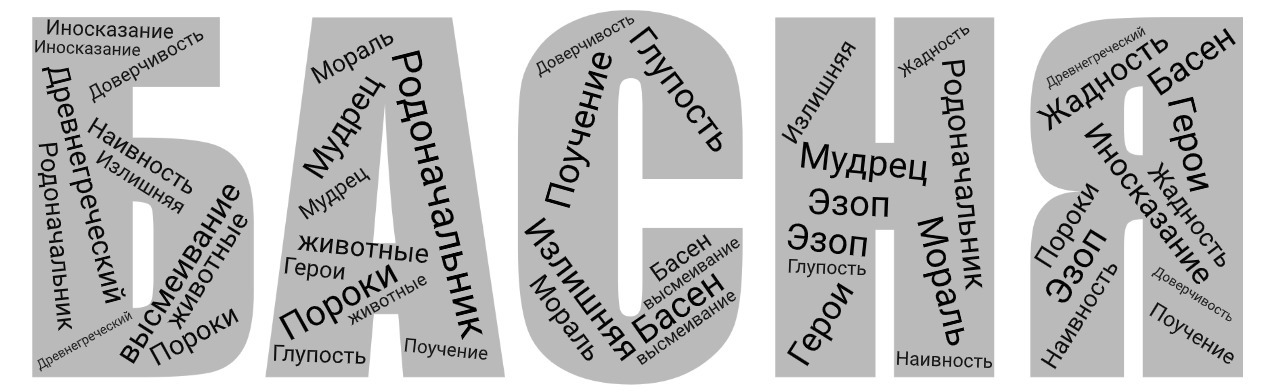 БАСНЯ
Иносказание
Иносказание
Доверчивость
Древнегреческий
Наивность
Излишняя
Родоначальник
высмеивание
животные
Пороки
Древнегреческий
Мораль
Родоначальник
Мудрец
Мудрец
животные
Герои
Пороки
животные
Глупость
Поучение
Доверчивость
Глупость
Поучение
Излишняя
Мораль
Басен
высмеивание
Басен
высмеивание
Излишняя
Жадность
Родоначальник
Мудрец
Эзоп
Эзоп
Глупость
Мораль
Герои
Наивность
Древнегреческий
Жадность
Басен
Герои
Иносказание
Жадность
Пороки
Эзоп
Наивность
Доверчивость
Поучение